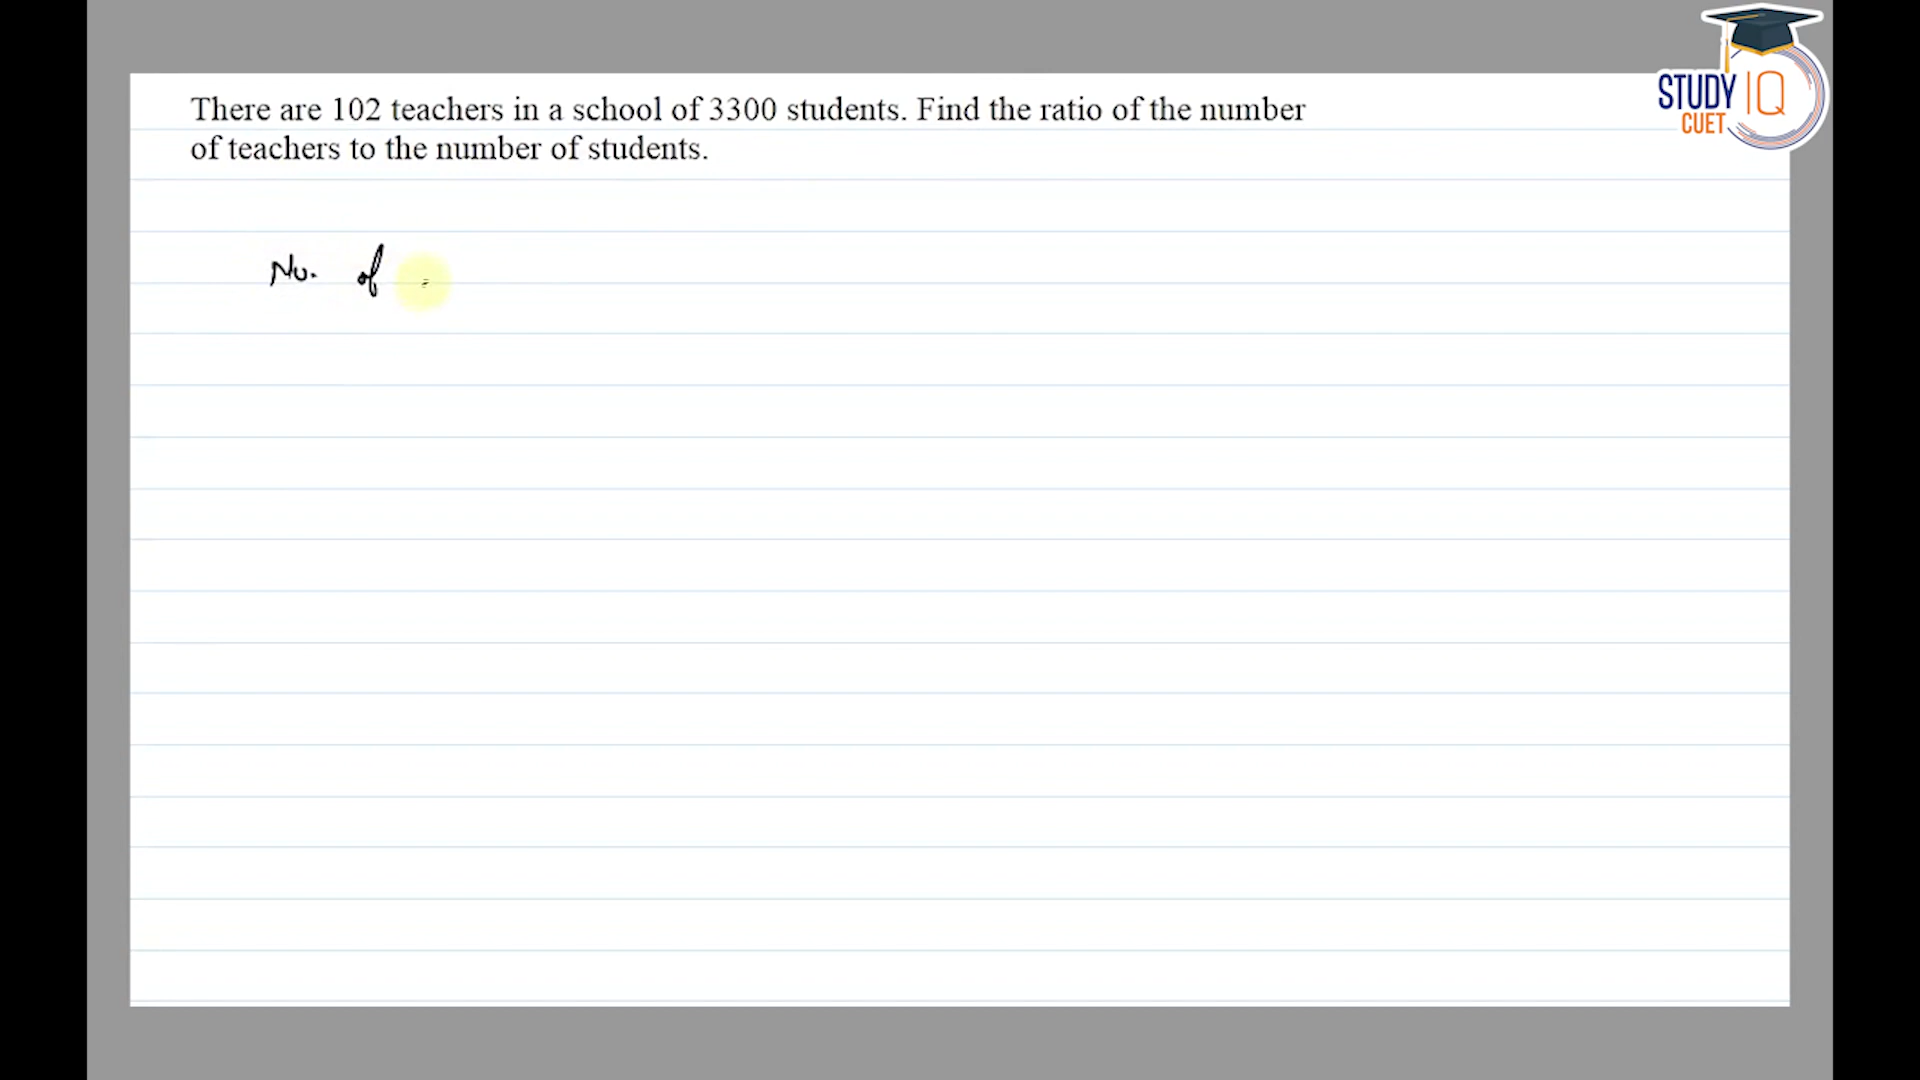 STUDY IQ
CUET
There are 102 teachers in a school of 3300 students. Find the ratio of the number
of teachers to the number of students.
No. of